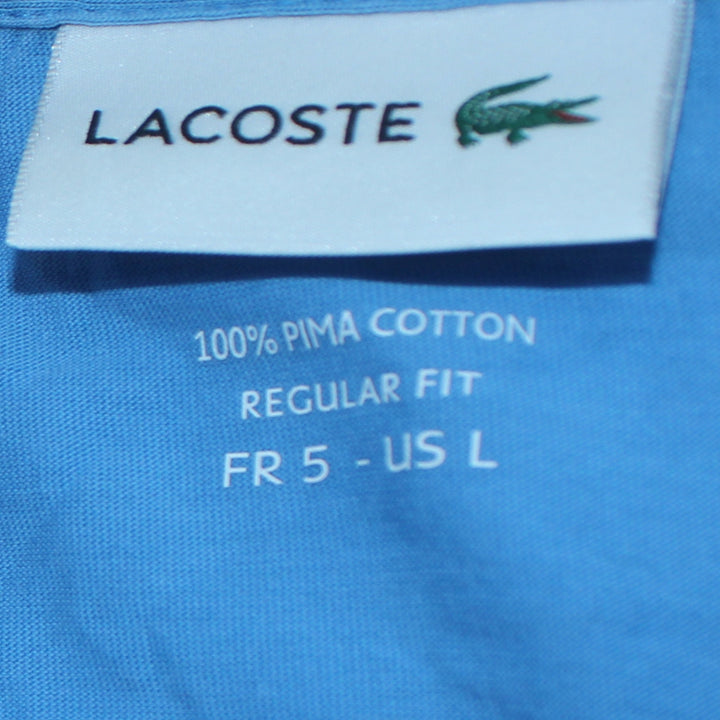 LACOSTE
100% PIMA COTTON
REGULAR FIT
FR 5 - US L